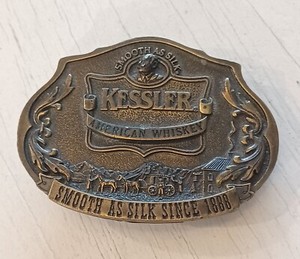 SMOOTH AS SILK
KESSLER
AMERICAN WHISKEY
SMOOTH AS SILK SINCE 1888